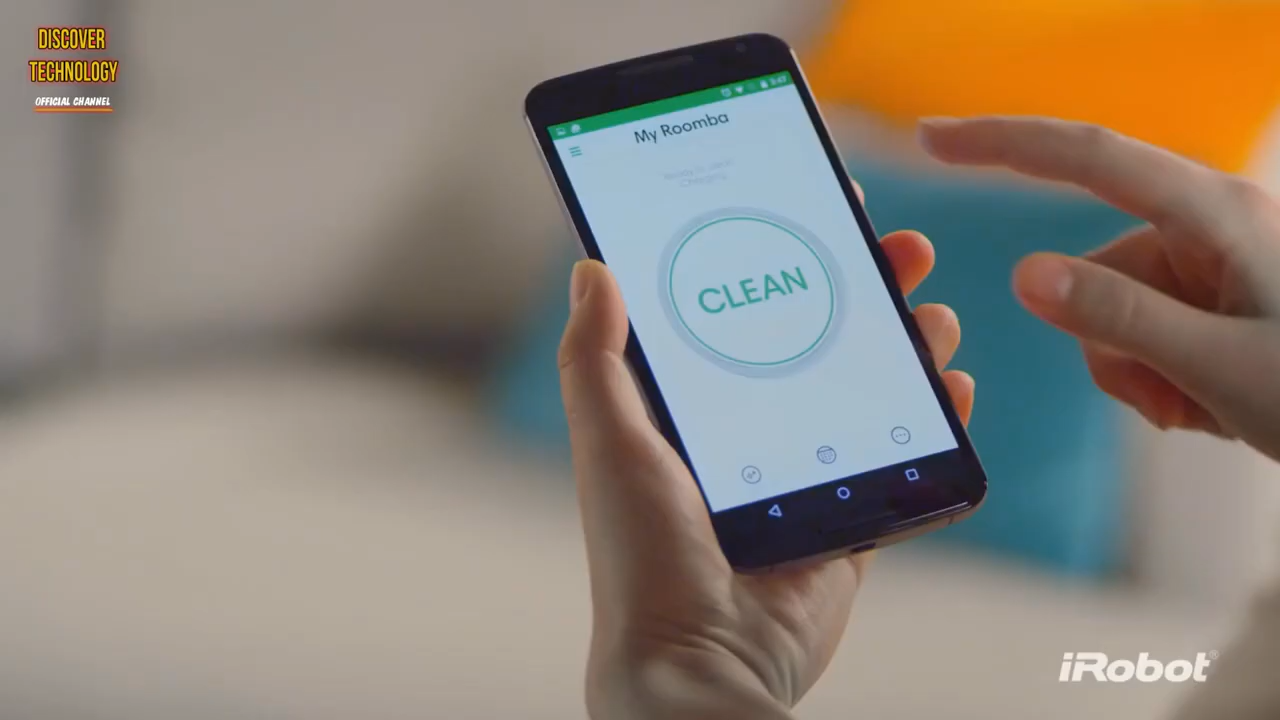 DISCOVER
TECHNOLOGY
OFFICIAL CHANNEL
My Roomba
CLEAN
iRobot®